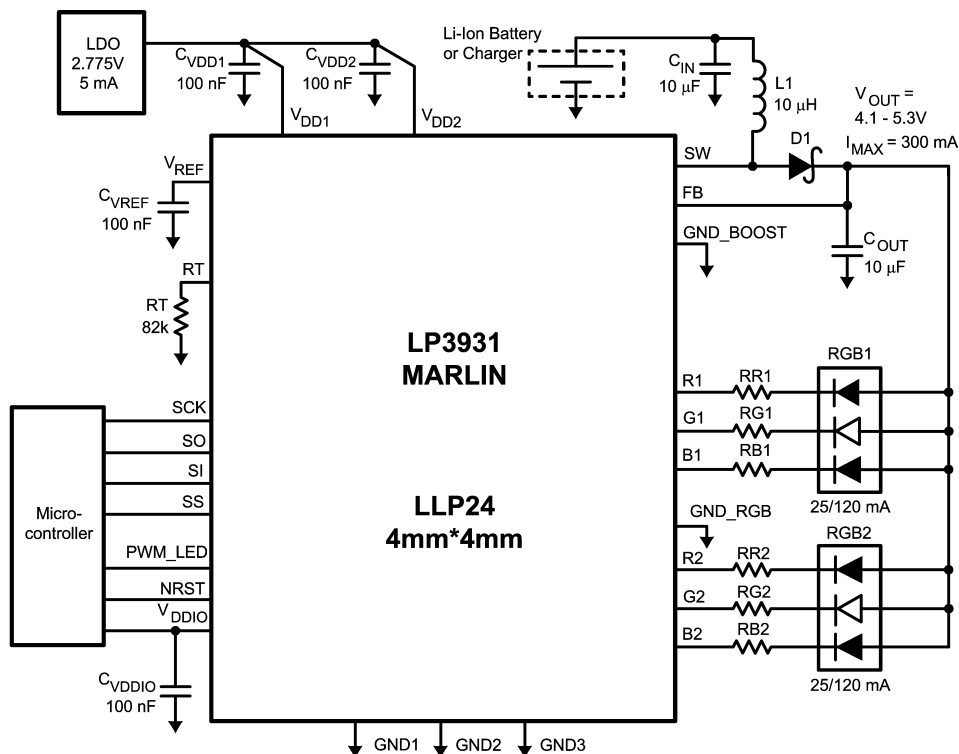 LDO
2.775V
5 mA
CVDD1
100 nF
CVDD2
100 nF
VDD1
VDD2
Li-Ion Battery
or Charger
CIN
10 µF
L1
10 µH
VOUT =
4.1 - 5.3V
IMAX = 300 mA
D1
SW
FB
GND_BOOST
COUT
10 µF
VREF
CVREF
100 nF
RT
RT
82k
LP3931
MARLIN
LLP24
4mm*4mm
Micro-
controller
SCK
SO
SI
SS
PWM_LED
NRST
VDDIO
CVDDIO
100 nF
RGB1
R1
RR1
G1
RG1
B1
RB1
25/120 mA
GND_RGB
RGB2
R2
RR2
G2
RG2
B2
RB2
25/120 mA
GND1
GND2
GND3